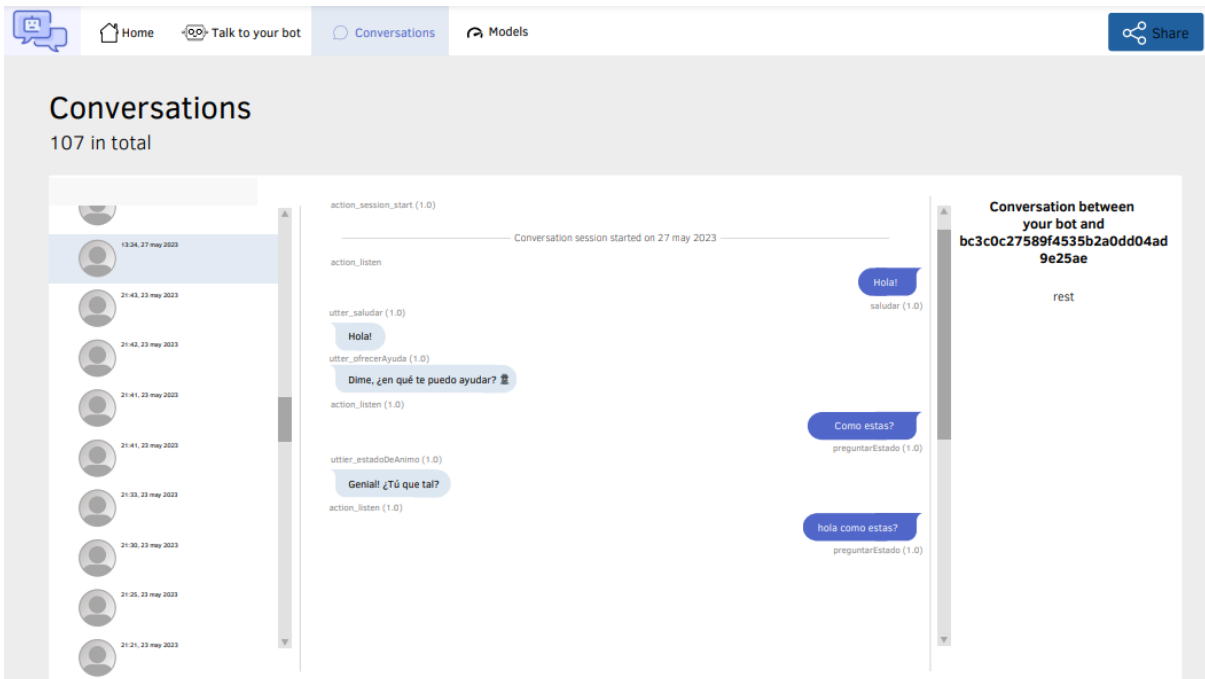 Home
Talk to your bot
Conversations
Models
Share
Conversations
107 in total
13:24, 27 may 2023
21:43, 23 may 2023
21:42, 23 may 2023
21:41, 23 may 2023
21:41, 23 may 2023
21:33, 23 may 2023
21:30, 23 may 2023
21:25, 23 may 2023
21:21, 23 may 2023
action_session_start (1.0)
Conversation session started on 27 may 2023
action_listen
Hola!
saludar (1.0)
utter_saludar (1.0)
Hola!
utter_ofrecerAyuda (1.0)
Dime, ¿en qué te puedo ayudar?
action_listen (1.0)
Como estas?
preguntarEstado (1.0)
uttier_estadoDeAnimo (1.0)
Genial! ¿Tú que tal?
action_listen (1.0)
hola como estas?
preguntarEstado (1.0)
Conversation between
your bot and
bc3c0c27589f4535b2a0dd04ad
9e25ae
rest